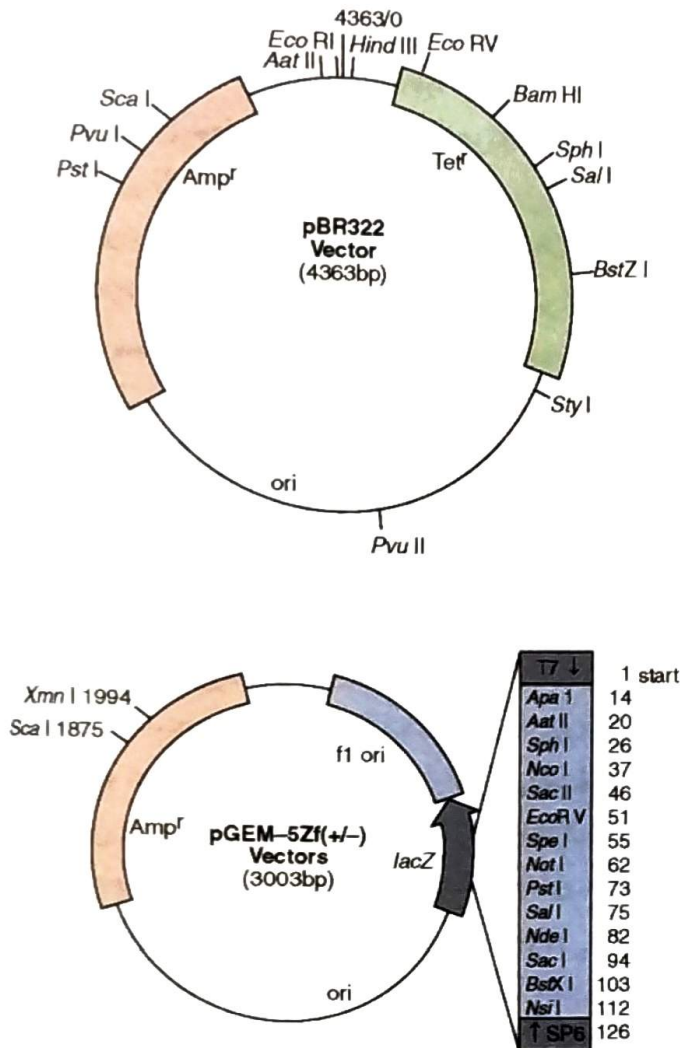 4363/0
Eco RI
Hind III
Eco RV
Aat II
Sca I
Bam HI
Pvu I
Sph I
Pst I
Ampʳ
Tetʳ
Sal I
pBR322
Vector
(4363bp)
BstZ I
Sty I
ori
Pvu II
Xmn I 1994
Sca I 1875
f1 ori
Ampʳ
pGEM–5Zf(+/–)
Vectors
(3003bp)
lacZ
ori
T7 ↓ 1 start
Apa I 14
Aat II 20
Sph I 26
Nco I 37
Sac II 46
EcoR V 51
Spe I 55
Not I 62
Pst I 73
Sal I 75
Nde I 82
Sac I 94
BstX I 103
Nsi I 112
↑ SP6 126